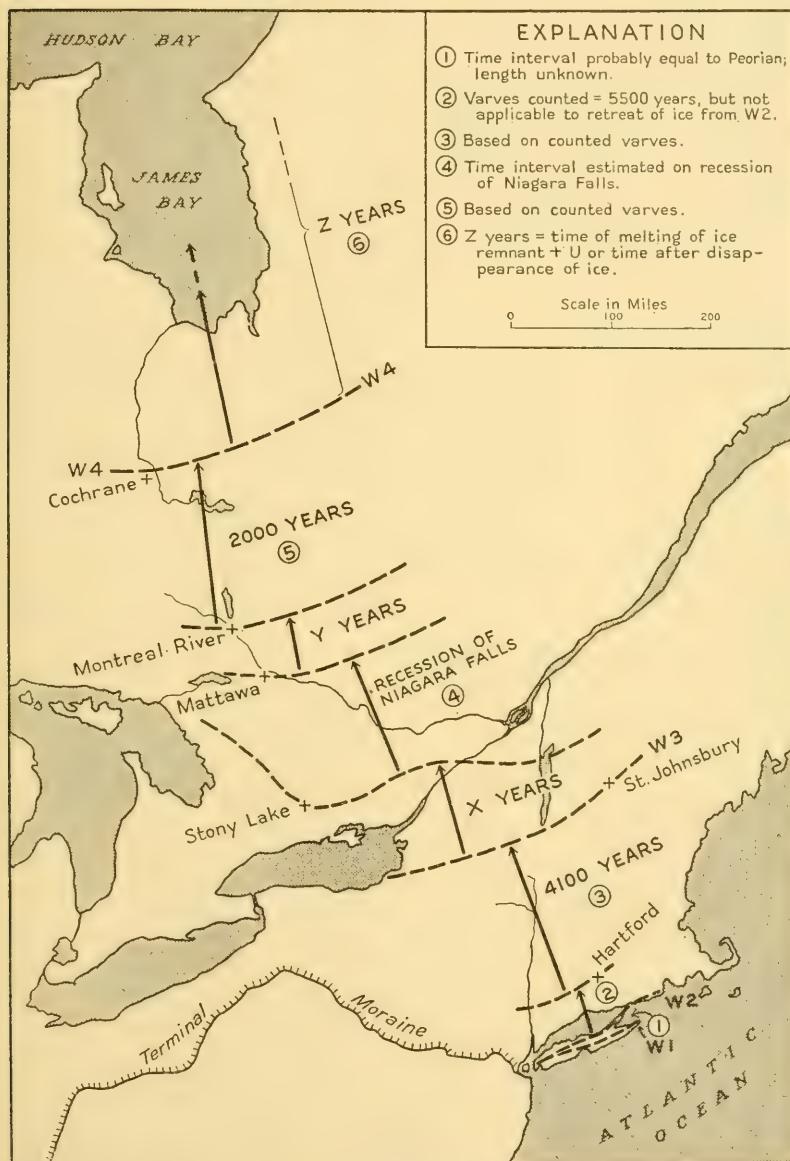 HUDSON BAY
EXPLANATION
① Time interval probably equal to Peorian;
length unknown.
② Varves counted = 5500 years, but not
applicable to retreat of ice from W2.
③ Based on counted varves.
④ Time interval estimated on recession
of Niagara Falls.
⑤ Based on counted varves.
⑥ Z years = time of melting of ice
remnant + U or time after disap-
pearance of ice.
Scale in Miles
0 100 200
JAMES
BAY
Z YEARS
⑥
W4
W4
Cochrane
2000 YEARS
⑤
Montreal River
Y YEARS
Mattawa
RECESSION OF
NIAGARA FALLS
④
W3
St. Johnsbury
Stony Lake
X YEARS
4100 YEARS
③
Hartford
②
W2
①
W1
Terminal
Moraine
ATLANTIC
OCEAN